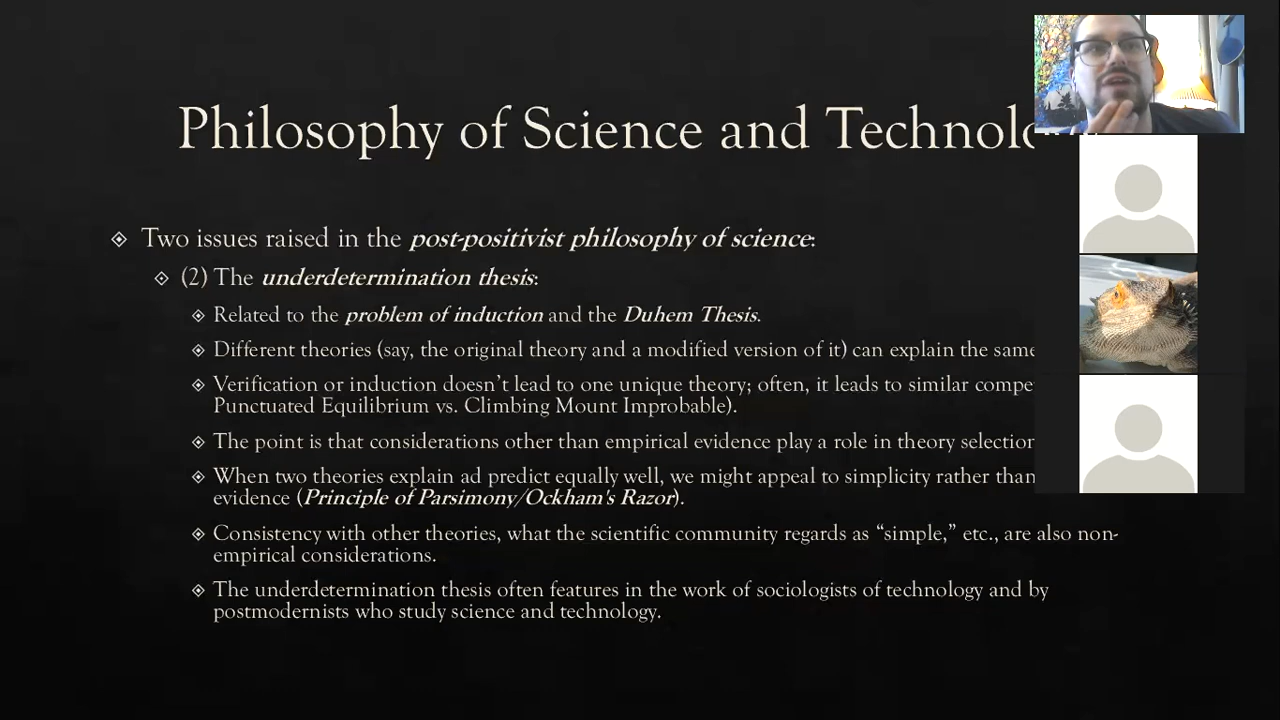 Philosophy of Science and Technolo
Two issues raised in the post-positivist philosophy of science:
(2) The underdetermination thesis:
Related to the problem of induction and the Duhem Thesis.
Different theories (say, the original theory and a modified version of it) can explain the same
Verification or induction doesn't lead to one unique theory; often, it leads to similar compe
Punctuated Equilibrium vs. Climbing Mount Improbable).
The point is that considerations other than empirical evidence play a role in theory selection
When two theories explain ad predict equally well, we might appeal to simplicity rather than
evidence (Principle of Parsimony/Ockham's Razor).
Consistency with other theories, what the scientific community regards as “simple,” etc., are also non-
empirical considerations.
The underdetermination thesis often features in the work of sociologists of technology and by
postmodernists who study science and technology.